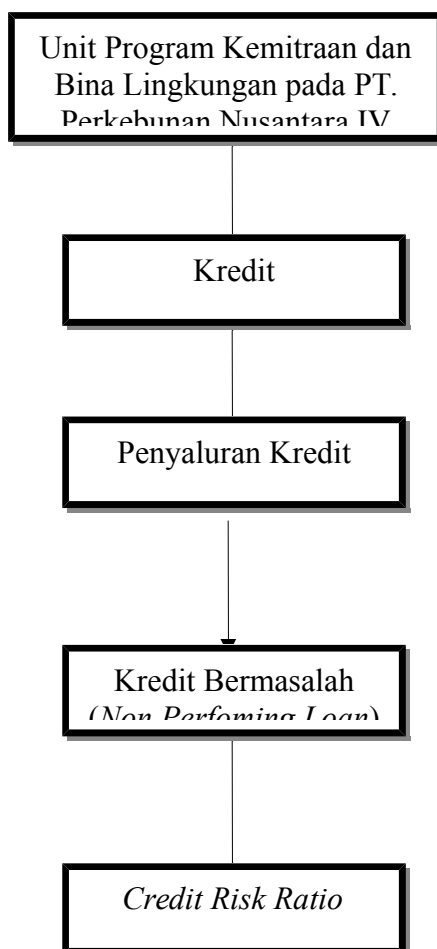 Unit Program Kemitraan dan
Bina Lingkungan pada PT.
Perkebunan Nusantara IV
Kredit
Penyaluran Kredit
Kredit Bermasalah
(Non Perfoming Loan)
Credit Risk Ratio